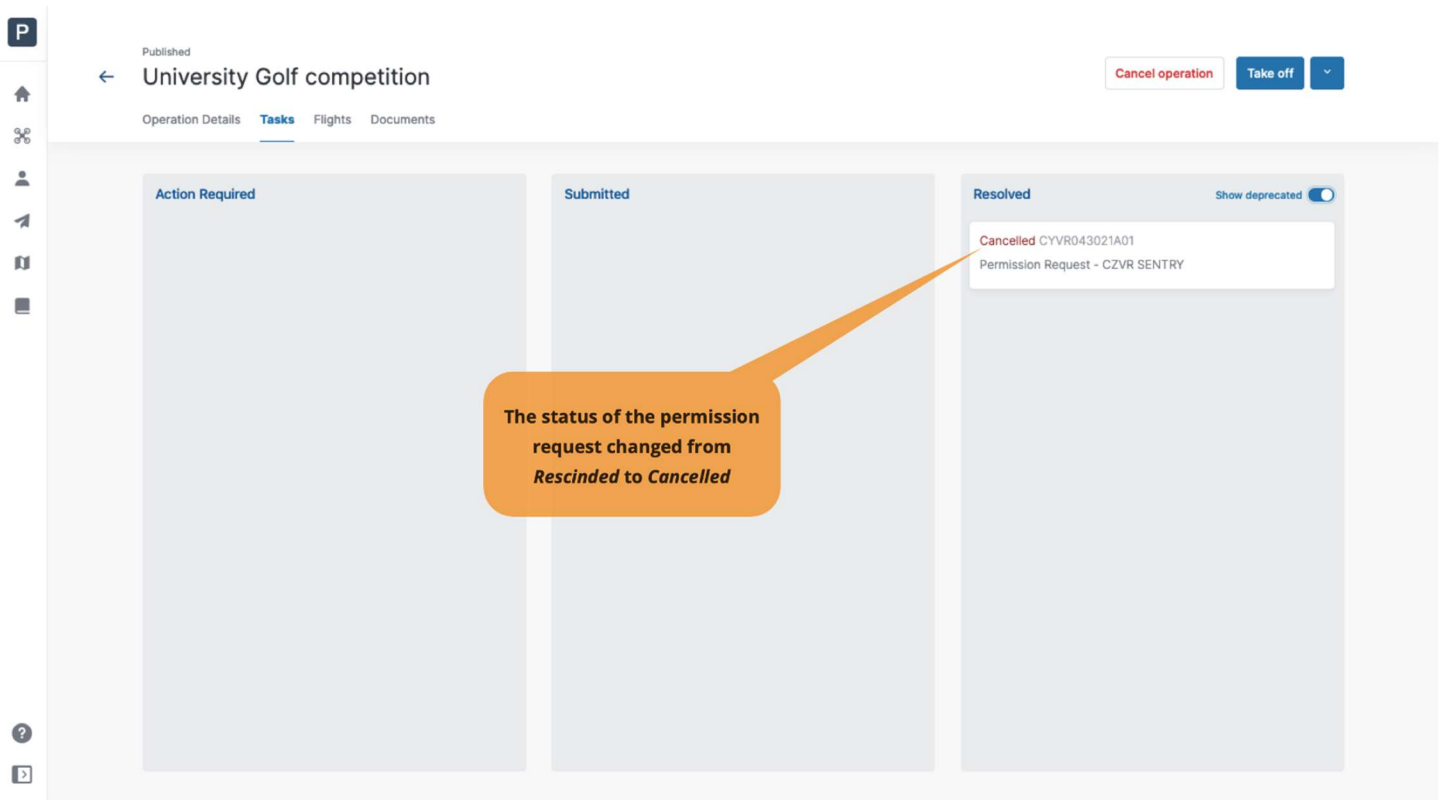 P
Published
University Golf competition
Cancel operation
Take off
Operation Details
Tasks
Flights
Documents
Action Required
Submitted
Resolved
Show deprecated
Cancelled CYVR043021A01
Permission Request - CZVR SENTRY
The status of the permission
request changed from
Rescinded to Cancelled
?